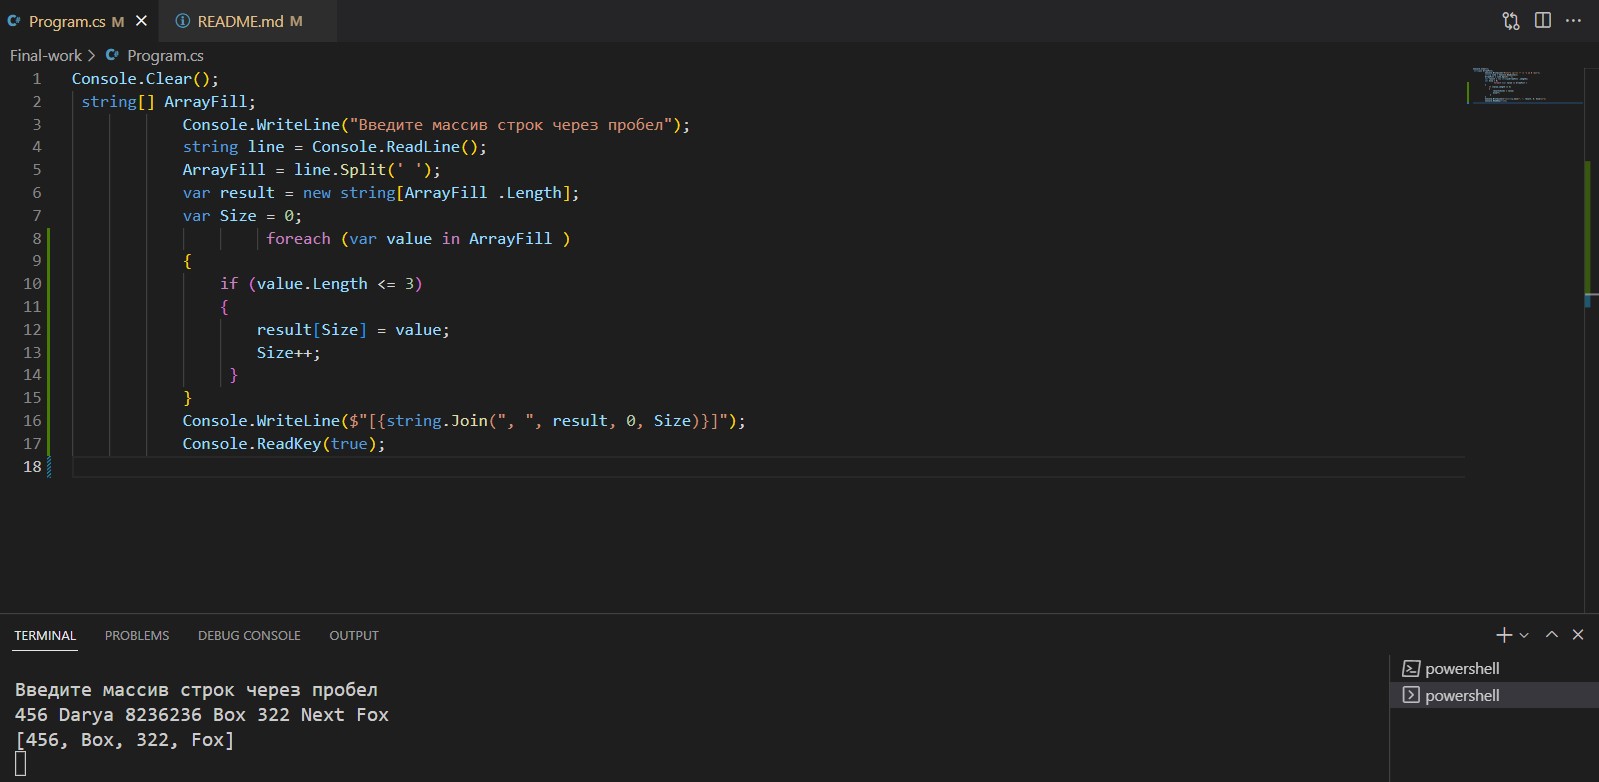 Program.cs M README.md M
Final-work > Program.cs
1 Console.Clear();
2 string[] ArrayFill;
3 Console.WriteLine("Введите массив строк через пробел");
4 string line = Console.ReadLine();
5 ArrayFill = line.Split(' ');
6 var result = new string[ArrayFill .Length];
7 var Size = 0;
8 foreach (var value in ArrayFill )
9 {
10 if (value.Length <= 3)
11 {
12 result[Size] = value;
13 Size++;
14 }
15 }
16 Console.WriteLine($"[{string.Join(", ", result, 0, Size)}]");
17 Console.ReadKey(true);
18
TERMINAL PROBLEMS DEBUG CONSOLE OUTPUT
Введите массив строк через пробел
456 Darya 8236236 Box 322 Next Fox
[456, Box, 322, Fox]
powershell
powershell